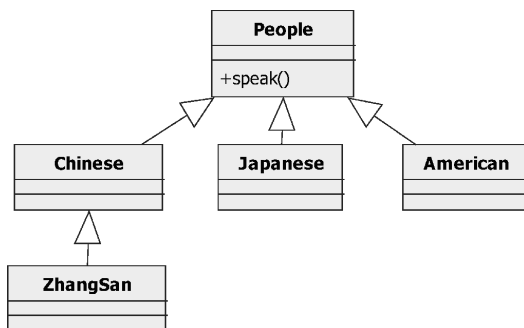 People
+speak()
Chinese
Japanese
American
ZhangSan